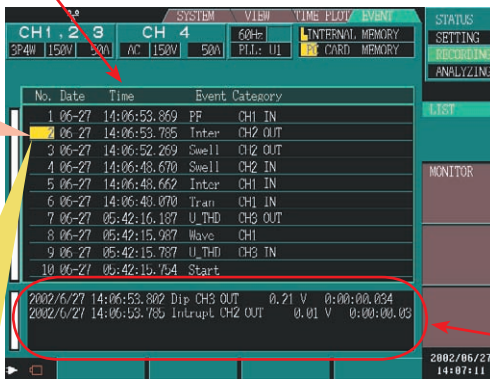 SYSTEM VIEW TIME PLOT EVENT
CH1,2 3 CH 4 60Hz INTERNAL MEMORY
3P4W 150V 50A AC 150V 50A PLL: U1 PC CARD MEMORY
STATUS
SETTING
RECORDING
ANALYZING
LIST
MONITOR
No. Date Time Event Category
1 06-27 14:06:53.869 PF CH1 IN
2 06-27 14:06:53.785 Inter CH2 OUT
3 06-27 14:06:52.269 Swell CH2 OUT
4 06-27 14:06:48.670 Swell CH2 IN
5 06-27 14:06:48.662 Inter CH1 IN
6 06-27 14:06:48.070 Tran CH1 IN
7 06-27 05:42:16.187 U_THD CH3 OUT
8 06-27 05:42:15.987 Wave CH1
9 06-27 05:42:15.787 U_THD CH3 IN
10 06-27 05:42:15.754 Start
2002/6/27 14:06:53.802 Dip CH3 OUT 0.21 V 0:00:00.034
2002/6/27 14:06:53.785 Intrupt CH2 OUT 0.01 V 0:00:00.03
2002/06/27
14:07:11